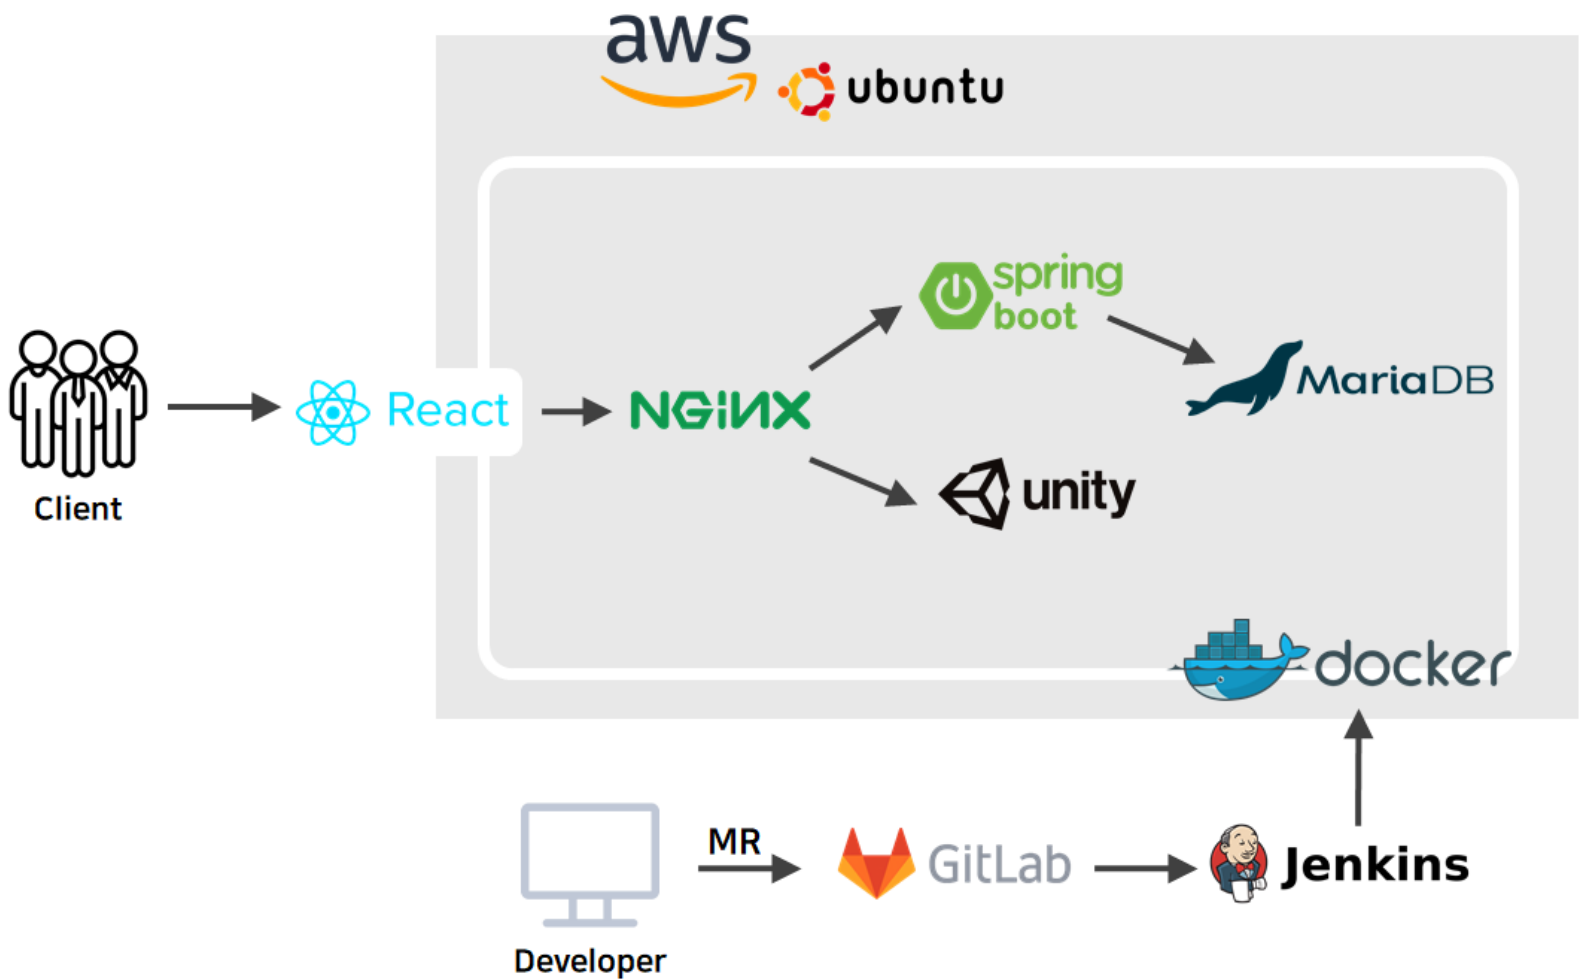 aws
ubuntu
spring
boot
MariaDB
React
NGINX
Client
unity
docker
MR
GitLab
Jenkins
Developer